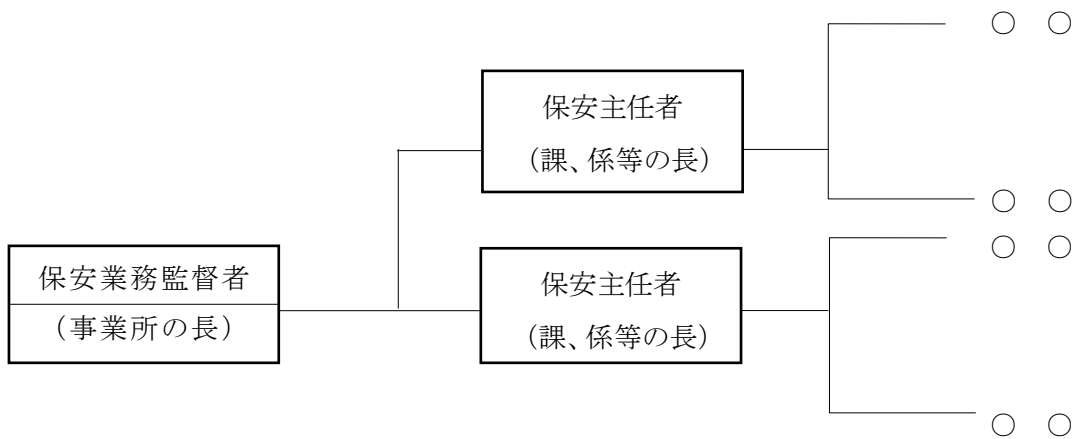 ○ ○
保安主任者
（課、係等の長）
○ ○
○ ○
保安業務監督者
（事業所の長）
保安主任者
（課、係等の長）
○ ○